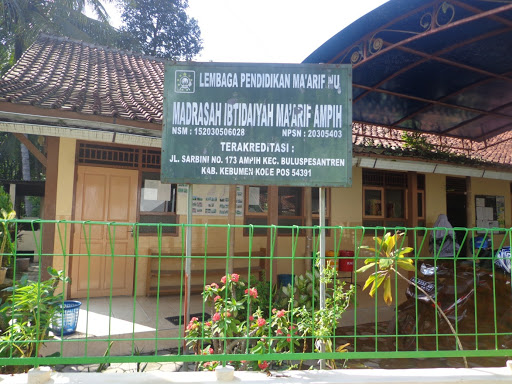 LEMBAGA PENDIDIKAN MA'ARIF NU
MADRASAH IBTIDAIYAH MA'ARIF AMPIH
NSM : 152030506028 NPSN : 20305403
TERAKREDITASI :
JL. SARBINI NO. 173 AMPIH KEC. BULUSPESANTREN
KAB. KEBUMEN KODE POS 54391